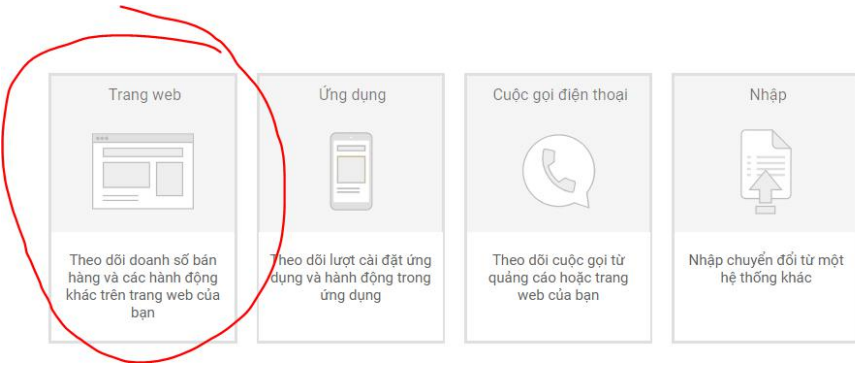 Trang web
Theo dõi doanh số bán
hàng và các hành động
khác trên trang web của
bạn
Ứng dụng
Theo dõi lượt cài đặt ứng
dụng và hành động trong
ứng dụng
Cuộc gọi điện thoại
Theo dõi cuộc gọi từ
quảng cáo hoặc trang
web của bạn
Nhập
Nhập chuyển đổi từ một
hệ thống khác